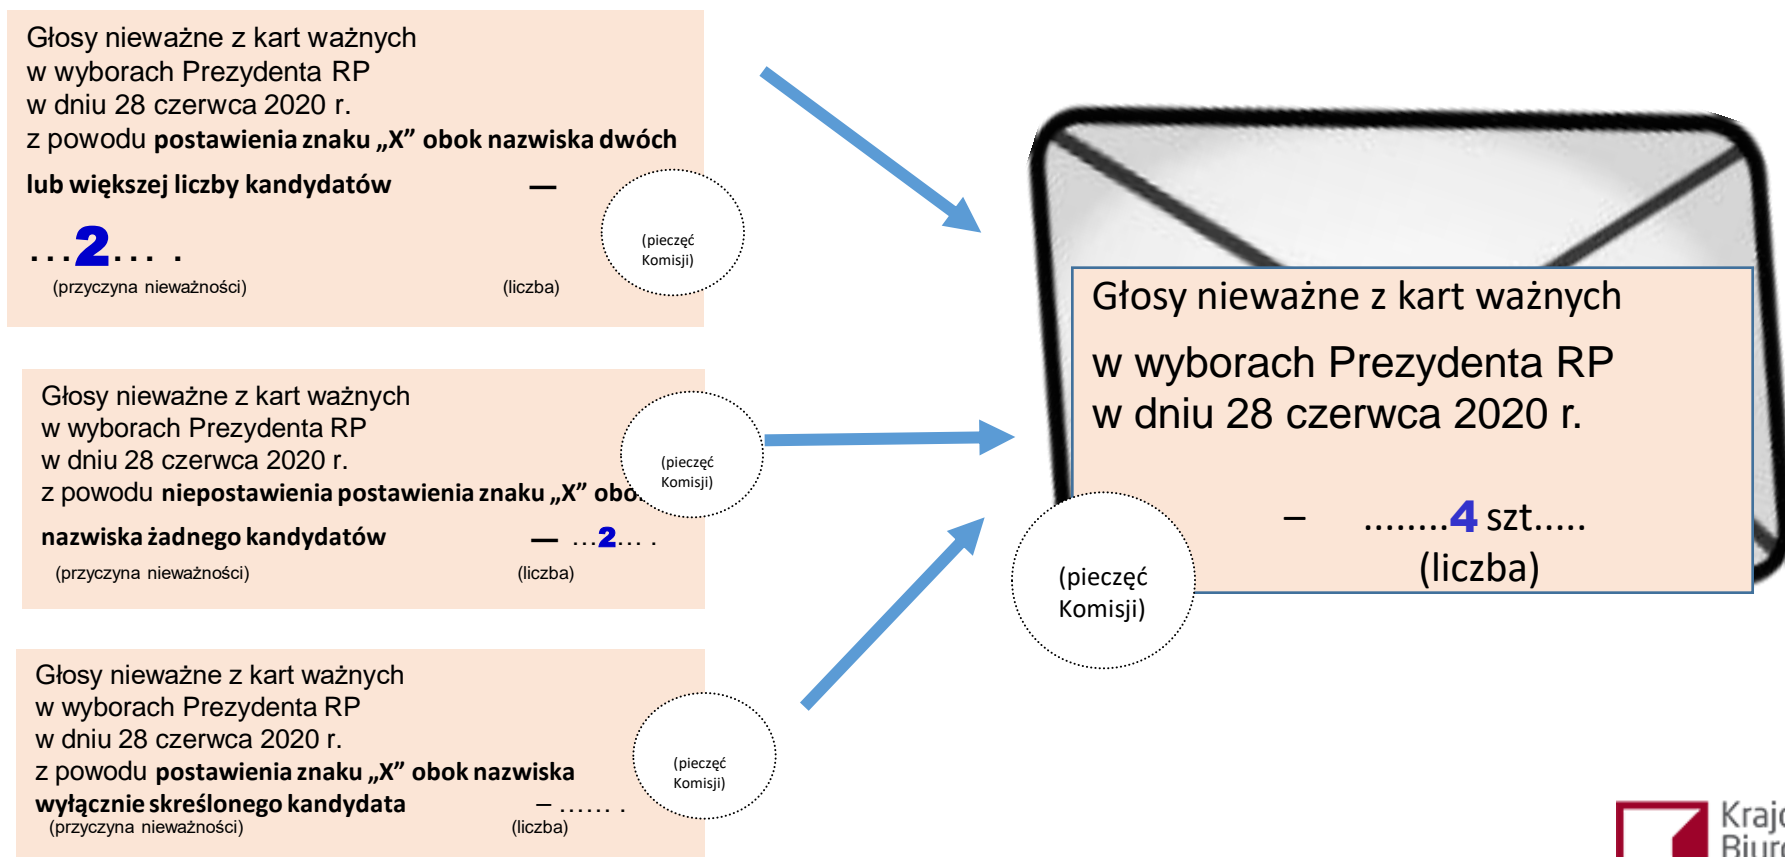 Głosy nieważne z kart ważnych
w wyborach Prezydenta RP
w dniu 28 czerwca 2020 r.
z powodu postawienia znaku „X” obok nazwiska dwóch
lub większej liczby kandydatów —
...2... .
(przyczyna nieważności) (liczba)
(pieczęć
Komisji)
Głosy nieważne z kart ważnych
w wyborach Prezydenta RP
w dniu 28 czerwca 2020 r.
z powodu niepostawienia postawienia znaku „X” obo
nazwiska żadnego kandydatów — ...2... .
(przyczyna nieważności) (liczba)
(pieczęć
Komisji)
Głosy nieważne z kart ważnych
w wyborach Prezydenta RP
w dniu 28 czerwca 2020 r.
z powodu postawienia znaku „X” obok nazwiska
wyłącznie skreślonego kandydata – ...... .
(przyczyna nieważności) (liczba)
(pieczęć
Komisji)
Głosy nieważne z kart ważnych
w wyborach Prezydenta RP
w dniu 28 czerwca 2020 r.
– ........4 szt.....
(liczba)
(pieczęć
Komisji)